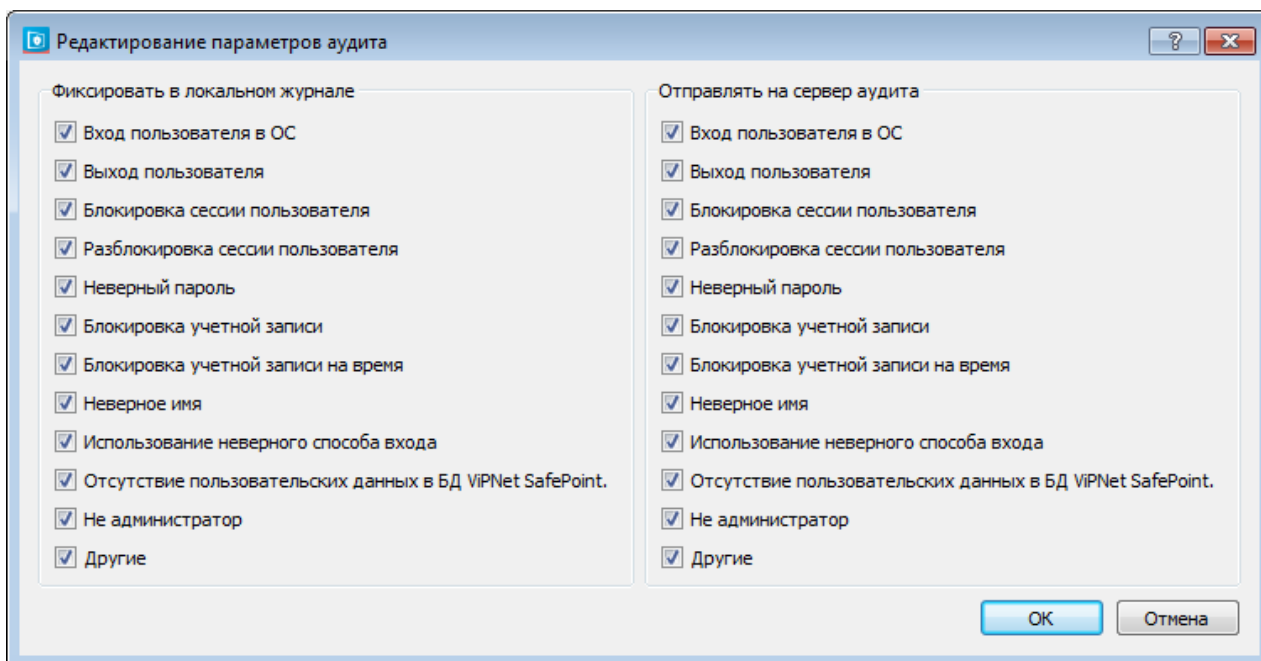 Редактирование параметров аудита
Фиксировать в локальном журнале
Вход пользователя в ОС
Выход пользователя
Блокировка сессии пользователя
Разблокировка сессии пользователя
Неверный пароль
Блокировка учетной записи
Блокировка учетной записи на время
Неверное имя
Использование неверного способа входа
Отсутствие пользовательских данных в БД ViPNet SafePoint.
Не администратор
Другие
Отправлять на сервер аудита
Вход пользователя в ОС
Выход пользователя
Блокировка сессии пользователя
Разблокировка сессии пользователя
Неверный пароль
Блокировка учетной записи
Блокировка учетной записи на время
Неверное имя
Использование неверного способа входа
Отсутствие пользовательских данных в БД ViPNet SafePoint.
Не администратор
Другие
ОК
Отмена